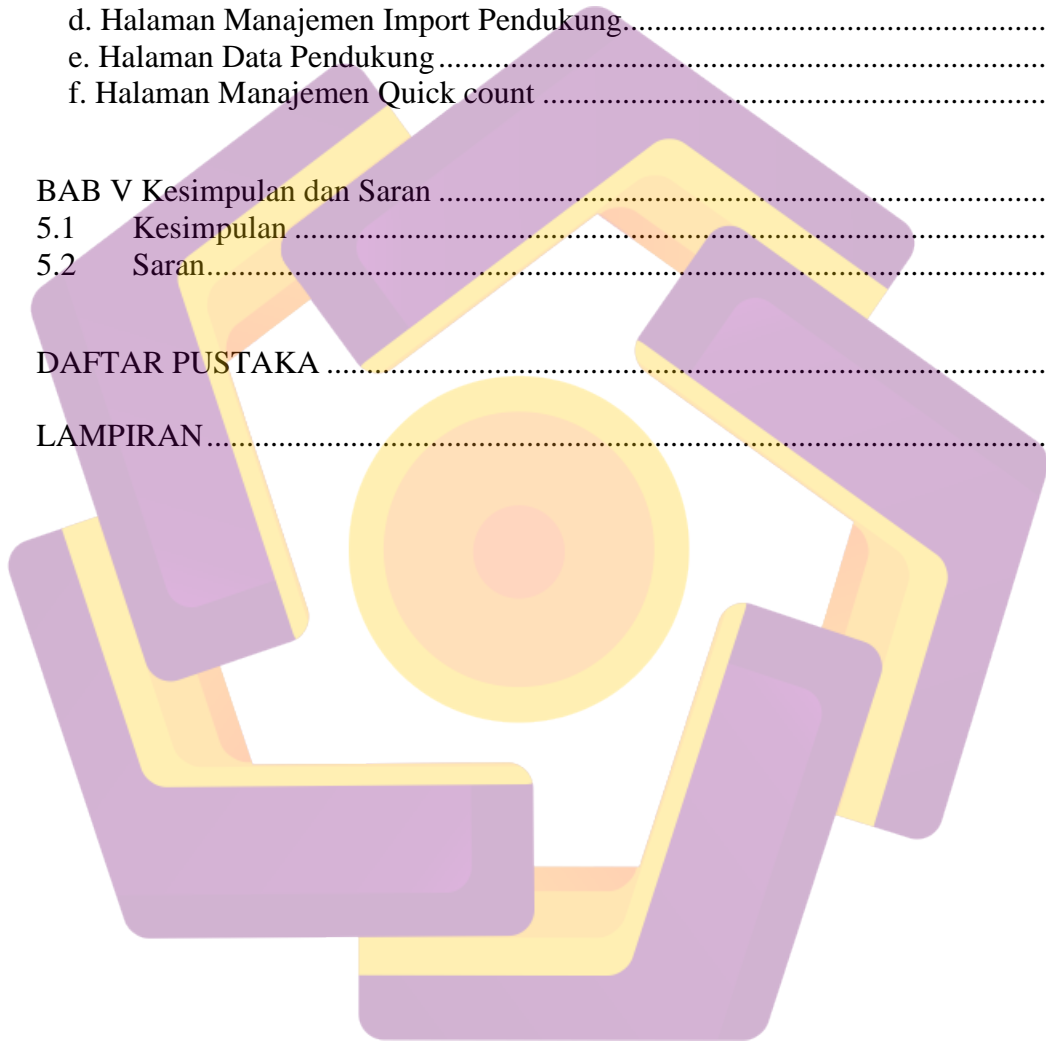 d. Halaman Manajemen Import Pendukung......................................................
e. Halaman Data Pendukung..............................................................................
f. Halaman Manajemen Quick count ................................................................
BAB V Kesimpulan dan Saran .............................................................................
5.1 Kesimpulan ...............................................................................................
5.2 Saran..........................................................................................................
DAFTAR PUSTAKA ...........................................................................................
LAMPIRAN..........................................................................................................